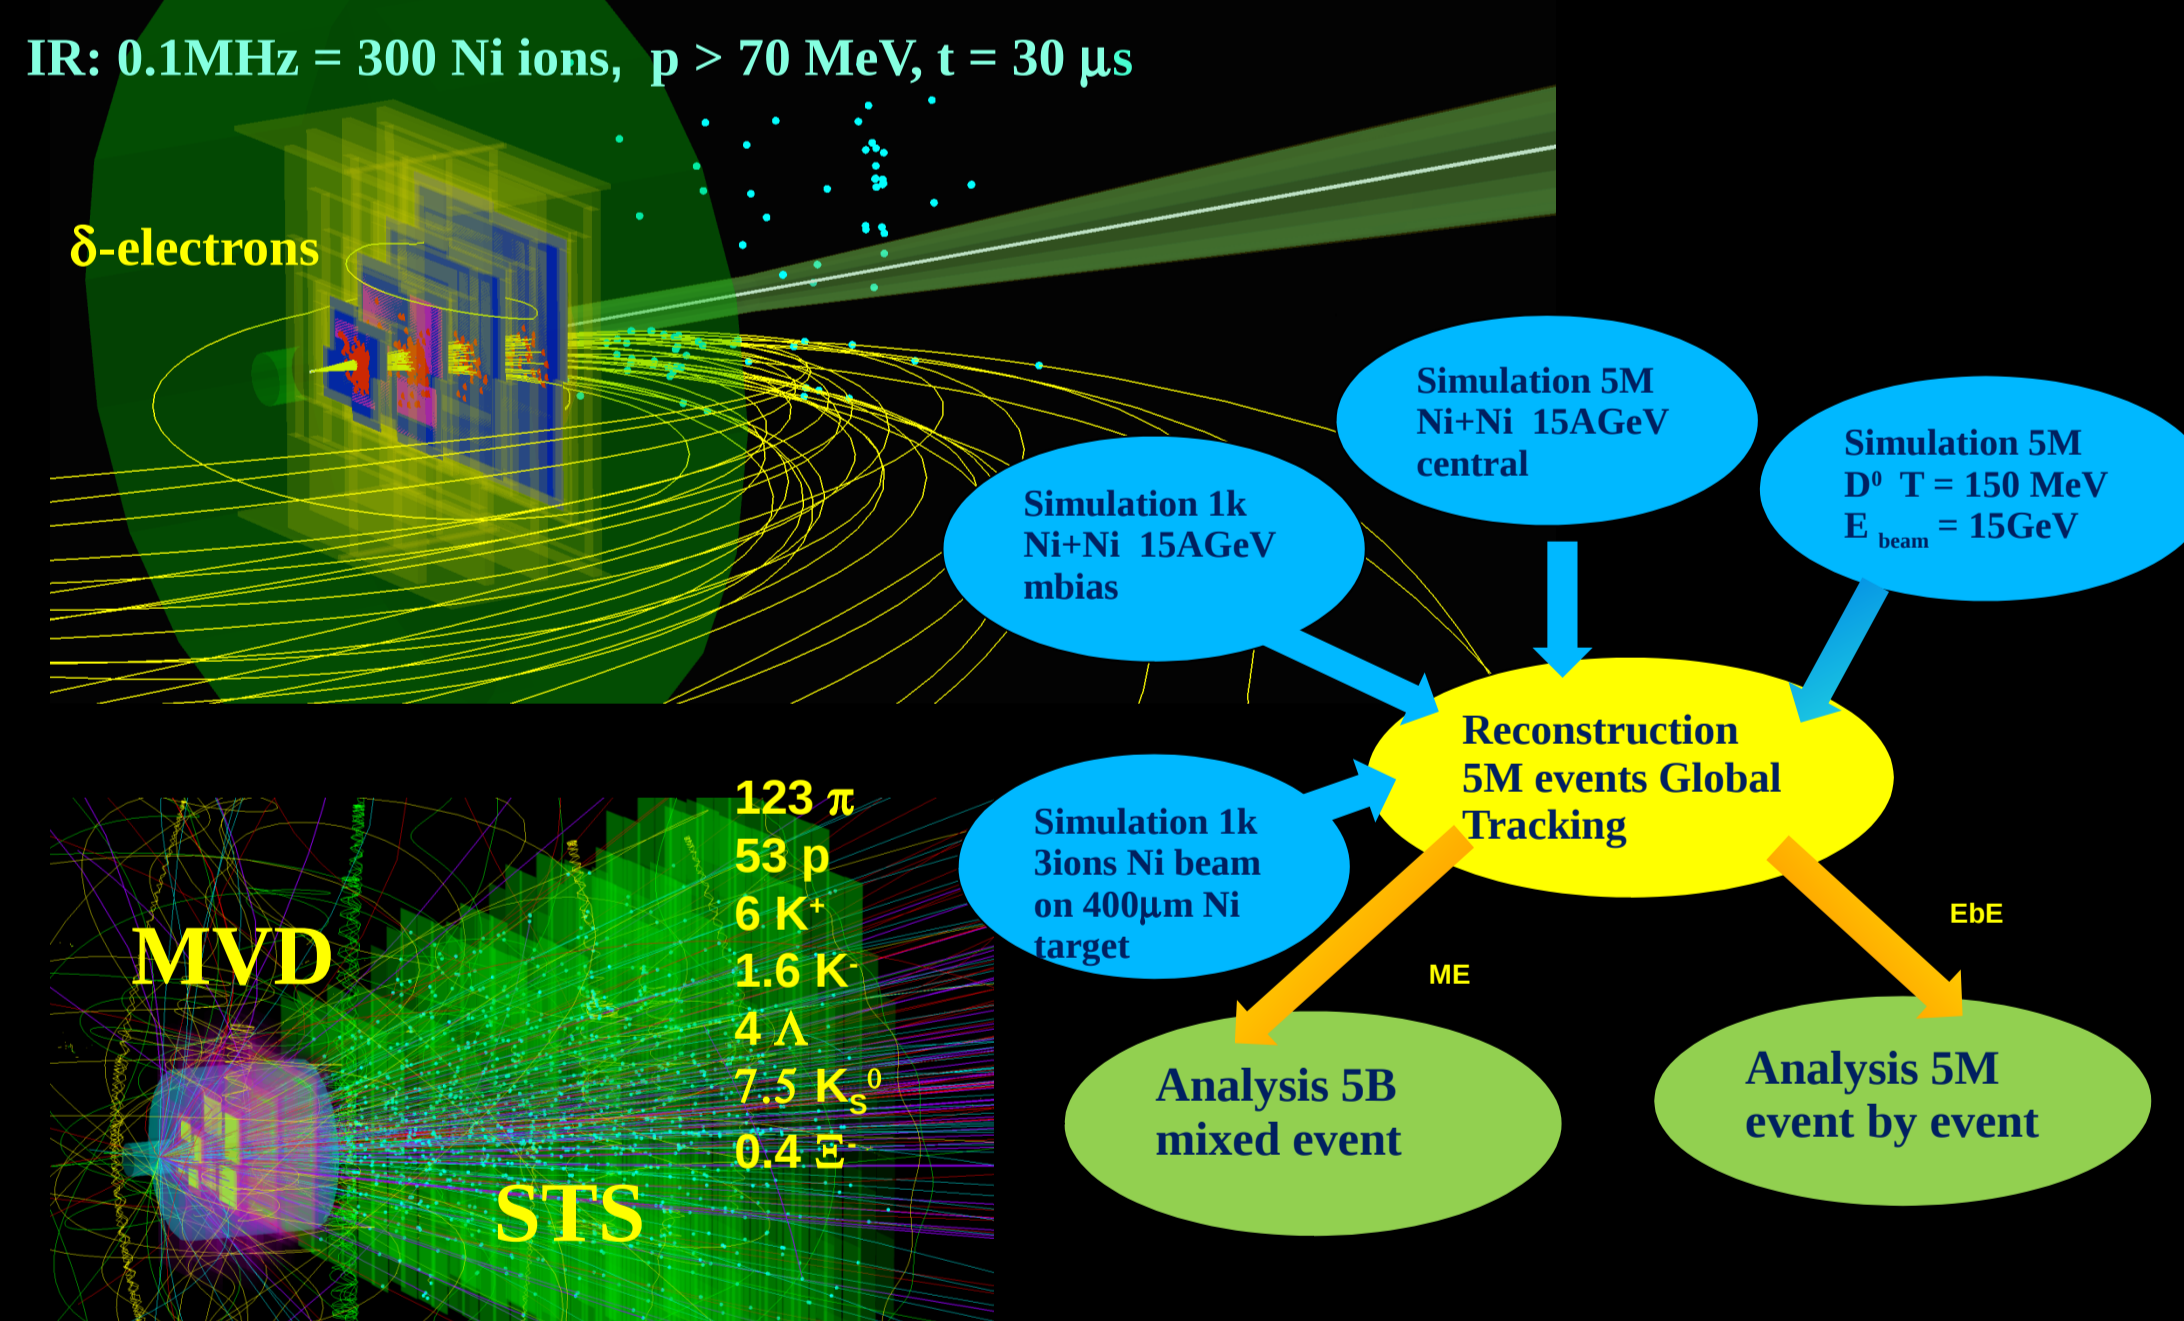 IR: 0.1MHz = 300 Ni ions, p > 70 MeV, t = 30 μs
δ-electrons
Simulation 5M
Ni+Ni 15AGeV
central
Simulation 5M
D⁰ T = 150 MeV
E beam = 15GeV
Simulation 1k
Ni+Ni 15AGeV
mbias
Reconstruction
5M events Global
Tracking
Simulation 1k
3ions Ni beam
on 400μm Ni
target
123 π
53 p
6 K⁺
1.6 K⁻
4 Λ
7.5 Kₛ⁰
0.4 Ξ⁻
MVD
STS
ME
EbE
Analysis 5B
mixed event
Analysis 5M
event by event